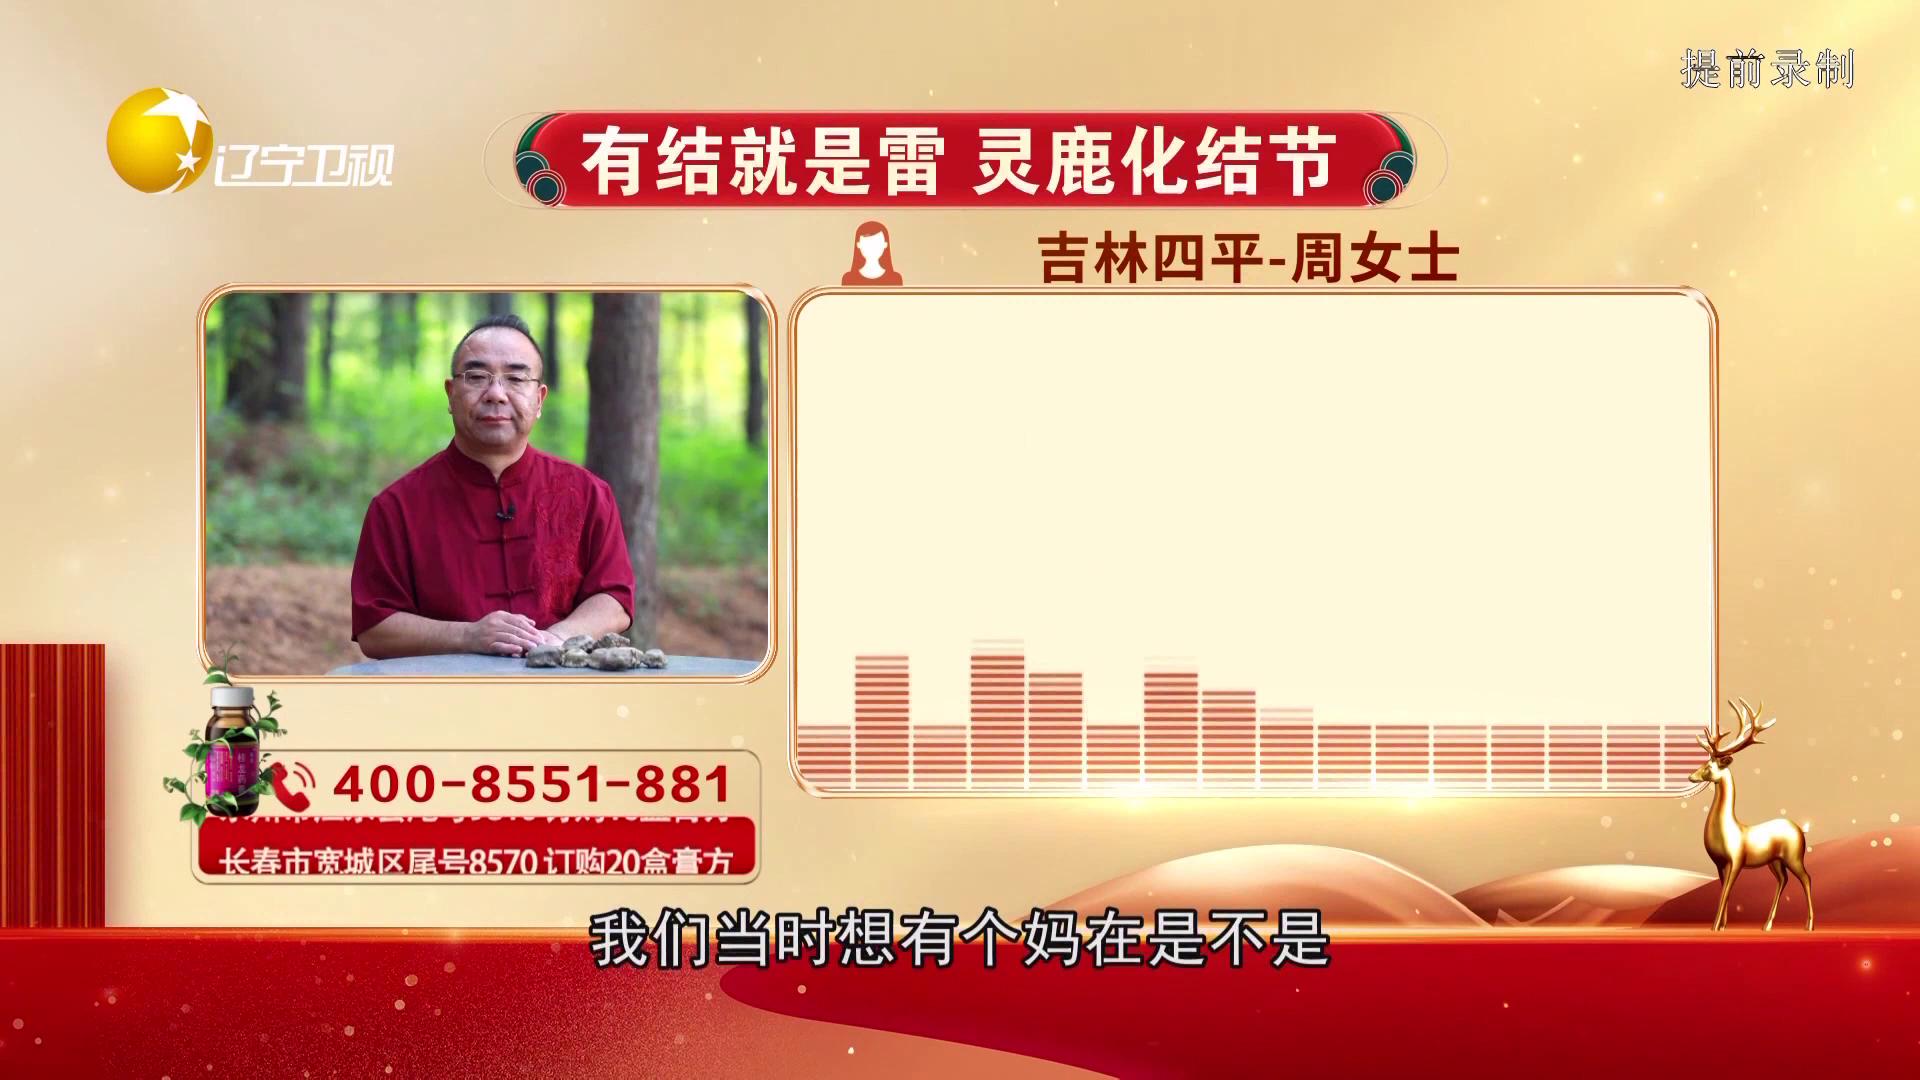 提前录制
辽宁卫视
有结就是雷 灵鹿化结节
吉林四平-周女士
400-8551-881
长春市宽城区尾号8570 订购20盒膏方
我们当时想有个妈在是不是